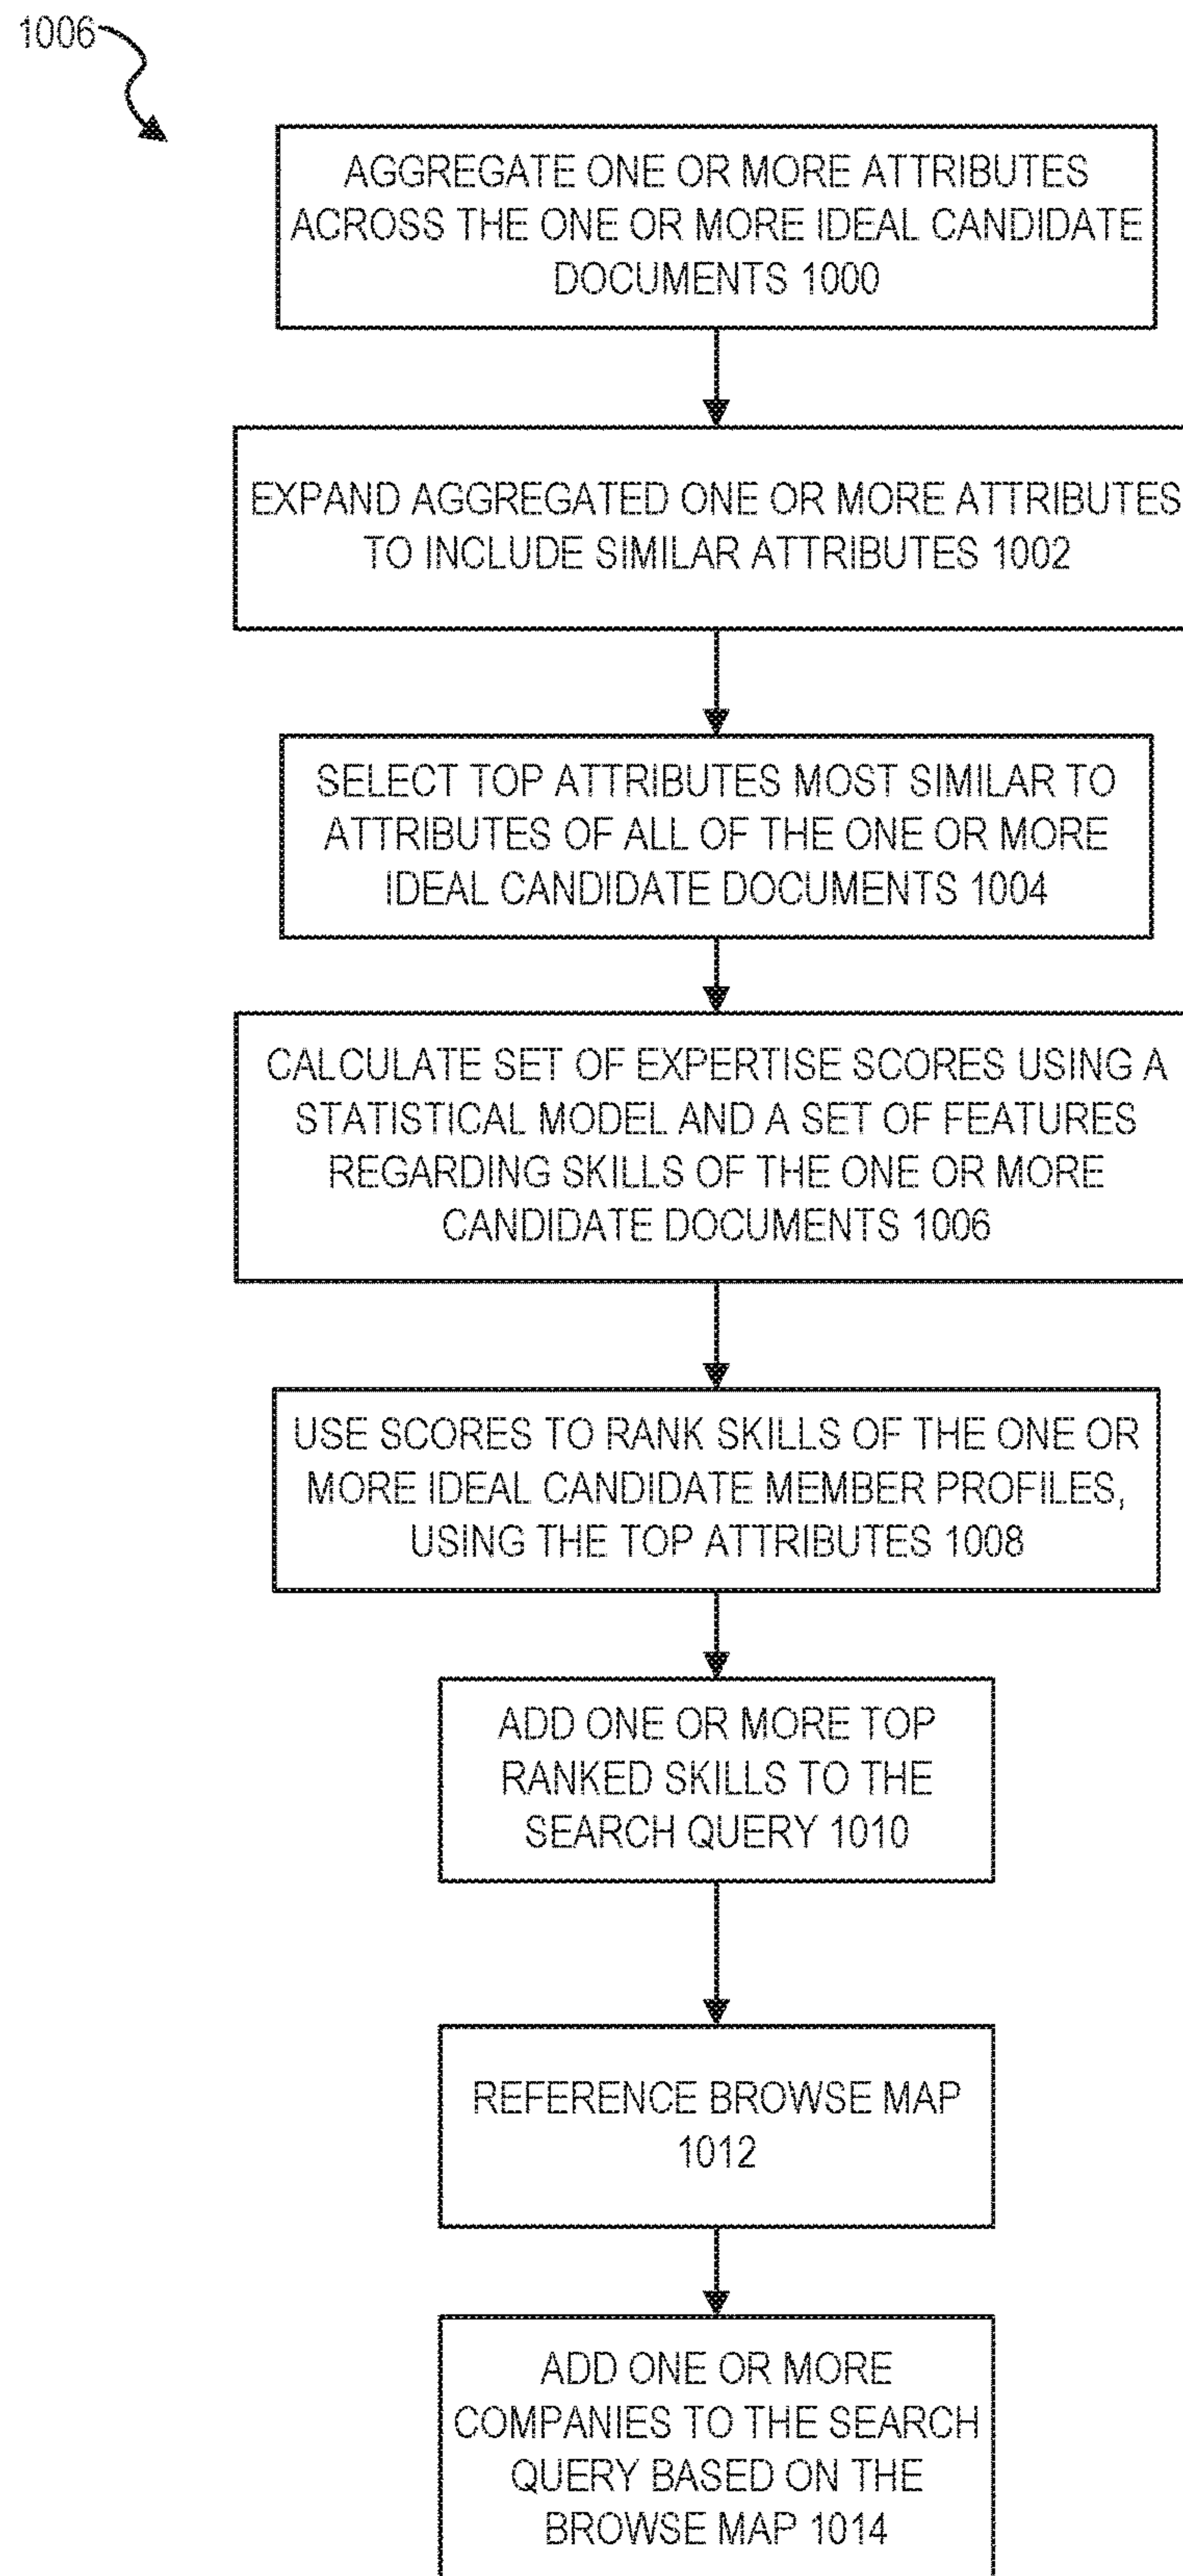 1006
AGGREGATE ONE OR MORE ATTRIBUTES
ACROSS THE ONE OR MORE IDEAL CANDIDATE
DOCUMENTS 1000
EXPAND AGGREGATED ONE OR MORE ATTRIBUTES
TO INCLUDE SIMILAR ATTRIBUTES 1002
SELECT TOP ATTRIBUTES MOST SIMILAR TO
ATTRIBUTES OF ALL OF THE ONE OR MORE
IDEAL CANDIDATE DOCUMENTS 1004
CALCULATE SET OF EXPERTISE SCORES USING A
STATISTICAL MODEL AND A SET OF FEATURES
REGARDING SKILLS OF THE ONE OR MORE
CANDIDATE DOCUMENTS 1006
USE SCORES TO RANK SKILLS OF THE ONE OR
MORE IDEAL CANDIDATE MEMBER PROFILES,
USING THE TOP ATTRIBUTES 1008
ADD ONE OR MORE TOP
RANKED SKILLS TO THE
SEARCH QUERY 1010
REFERENCE BROWSE MAP
1012
ADD ONE OR MORE
COMPANIES TO THE SEARCH
QUERY BASED ON THE
BROWSE MAP 1014